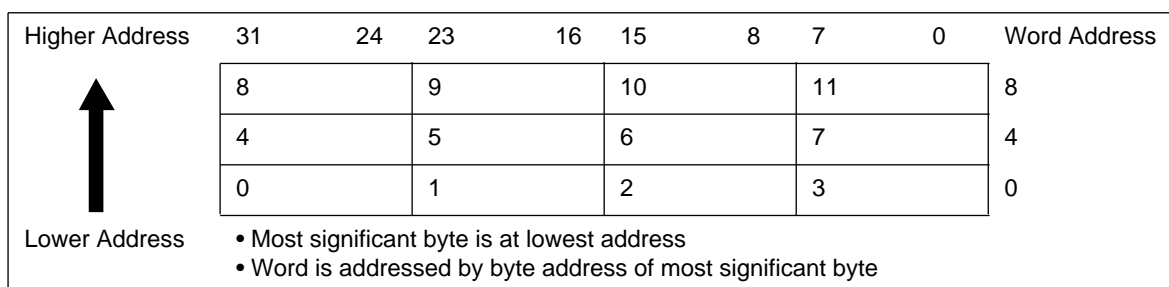 Higher Address 31 24 23 16 15 8 7 0 Word Address
8 9 10 11 8
4 5 6 7 4
0 1 2 3 0
Lower Address • Most significant byte is at lowest address
• Word is addressed by byte address of most significant byte